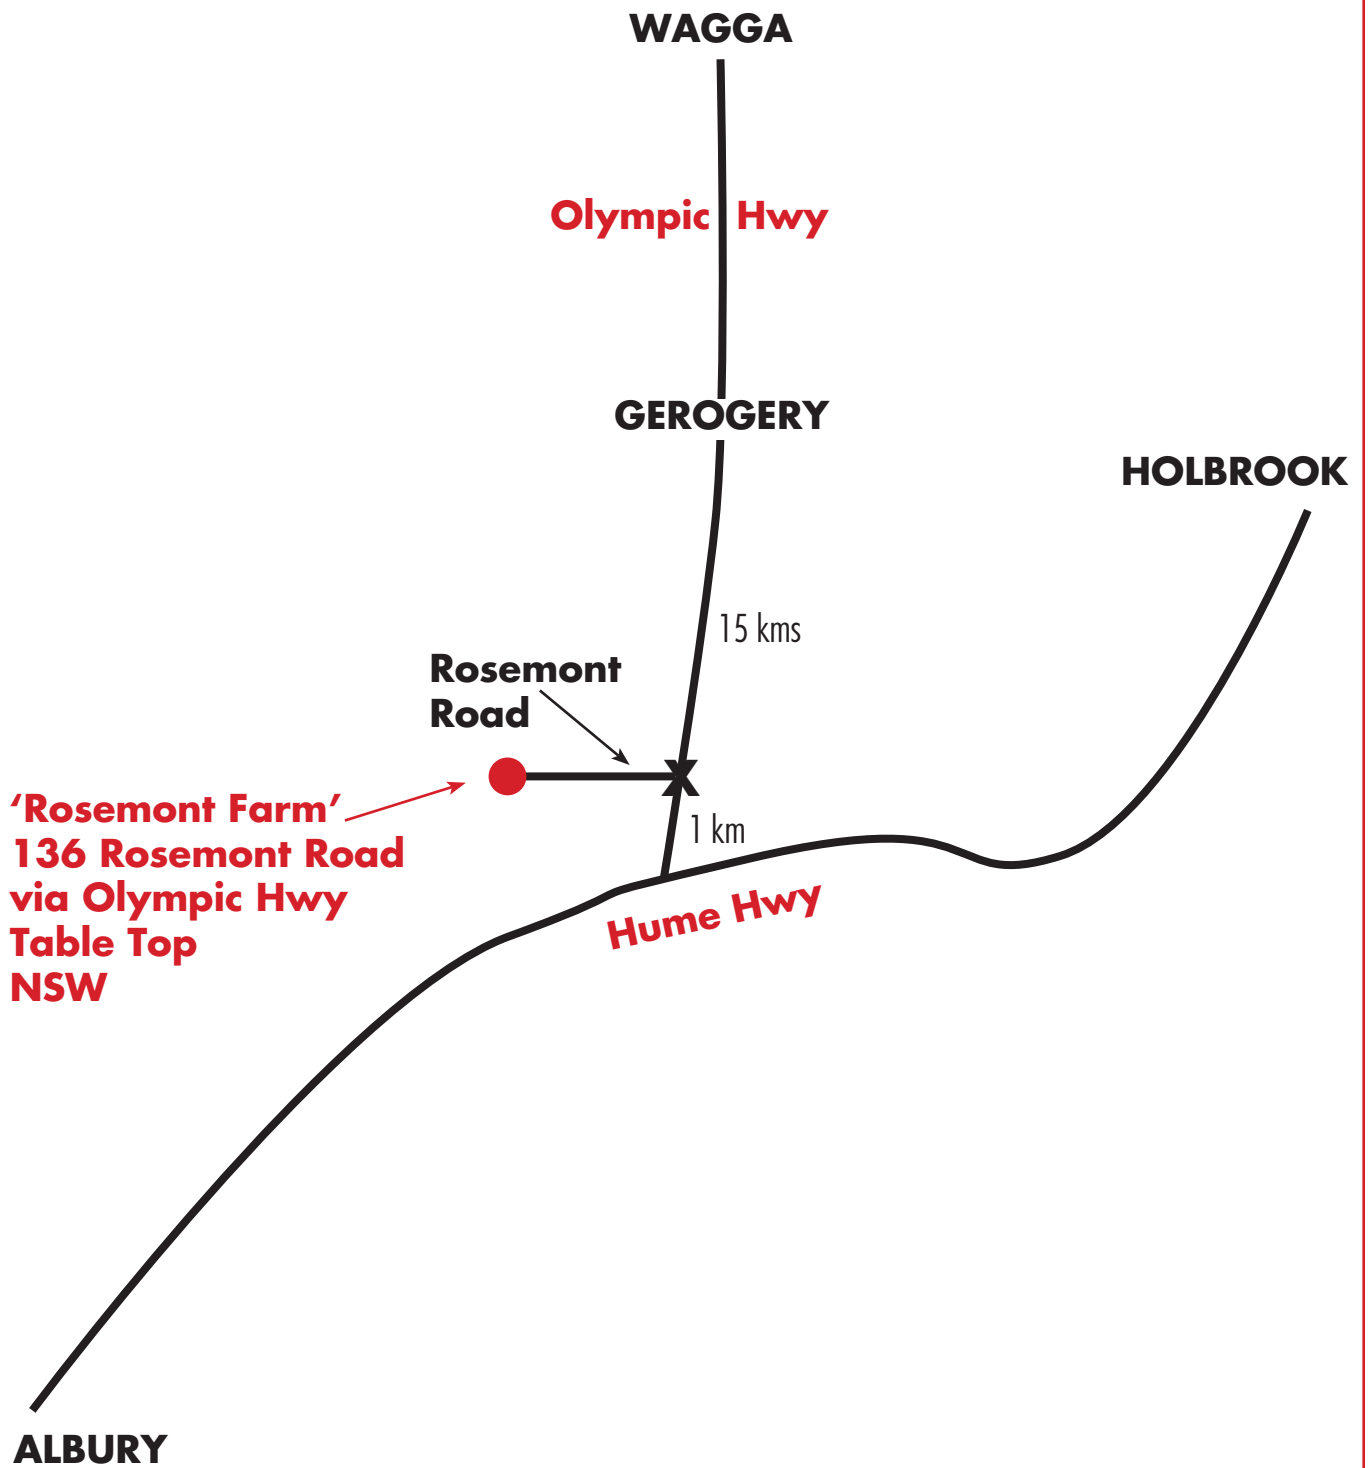 WAGGA
Olympic Hwy
GEROGERY
HOLBROOK
15 kms
Rosemont
Road
X
‘Rosemont Farm’
136 Rosemont Road
via Olympic Hwy
Table Top
NSW
1 km
Hume Hwy
ALBURY